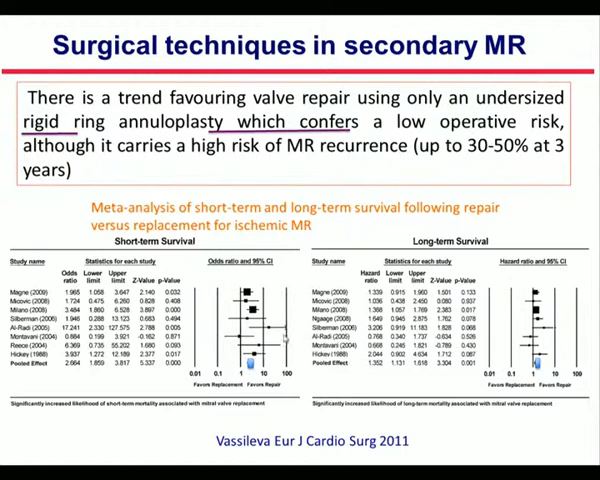 Surgical techniques in secondary MR
There is a trend favouring valve repair using only an undersized
rigid ring annuloplasty which confers a low operative risk,
although it carries a high risk of MR recurrence (up to 30-50% at 3
years)
Meta-analysis of short-term and long-term survival following repair
versus replacement for ischemic MR
Short-term Survival
Study name Statistics for each study Odds ratio and 95% CI
Odds ratio Lower limit Upper limit Z-Value p-Value
Magne (2009) 1.965 1.058 3.647 2.140 0.032
Micovic (2008) 1.724 0.475 6.260 0.828 0.408
Milano (2008) 3.484 1.860 6.528 3.897 0.000
Silberman (2006) 1.946 0.288 13.123 0.683 0.494
Al-Radi (2005) 17.241 2.330 127.575 2.788 0.005
Montavani (2004) 0.884 0.199 3.921 -0.162 0.871
Reece (2004) 6.369 0.735 55.202 1.680 0.093
Hickey (1988) 3.937 1.272 12.189 2.377 0.017
Pooled Effect 2.664 1.859 3.817 5.337 0.000
0.01 0.1 1 10 100
Favors Replacement Favors Repair
Significantly increased likelihood of short-term mortality associated with mitral valve replacement
Long-term Survival
Study name Statistics for each study Hazard ratio and 95% CI
Hazard ratio Lower limit Upper limit Z-Value p-Value
Magne (2009) 1.339 0.915 1.960 1.501 0.133
Micovic (2008) 1.036 0.438 2.450 0.080 0.937
Milano (2008) 1.368 1.057 1.769 2.383 0.017
Ngaage (2008) 1.649 0.945 2.875 1.762 0.078
Silberman (2006) 3.206 0.919 11.183 1.828 0.068
Al-Radi (2005) 0.768 0.340 1.737 -0.634 0.526
Montavani (2004) 0.668 0.245 1.821 -0.789 0.430
Hickey (1988) 2.044 0.902 4.634 1.712 0.087
Pooled Effect 1.352 1.131 1.618 3.304 0.001
0.01 0.1 1 10 100
Favors Replacement Favors Repair
Significantly increased likelihood of long-term mortality associated with mitral valve replacement
Vassileva Eur J Cardio Surg 2011